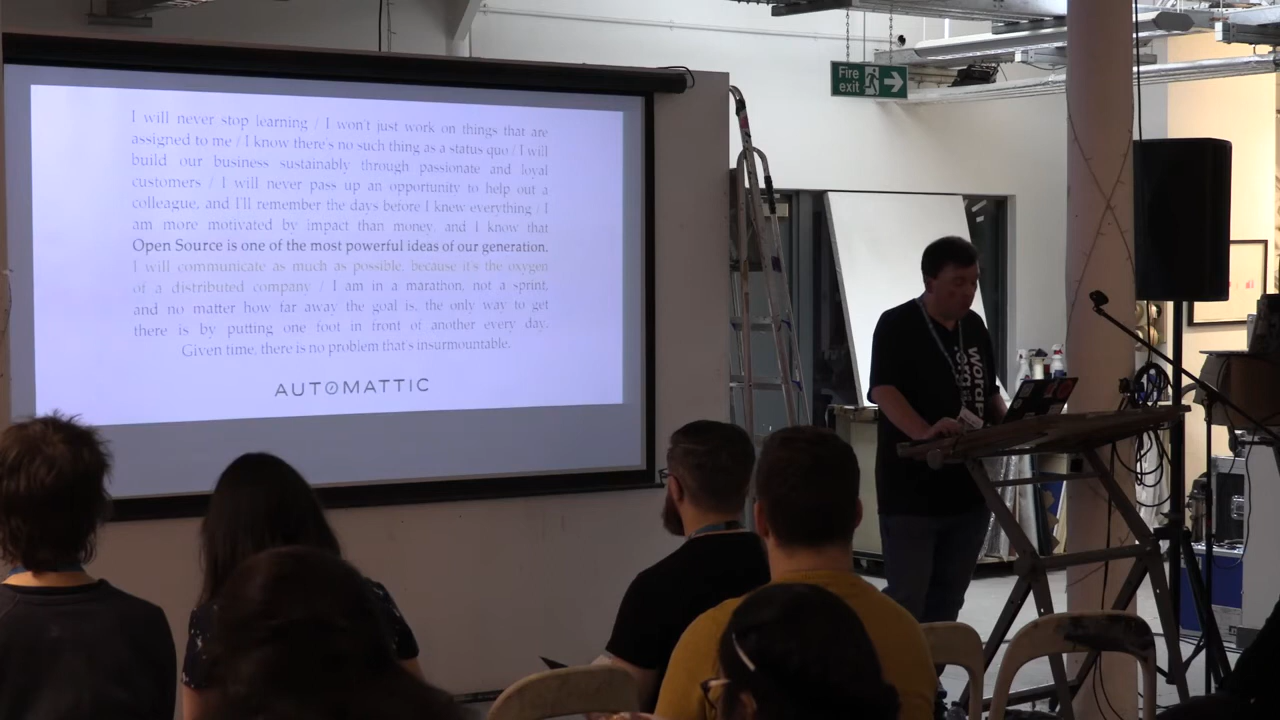 I will never stop learning / I won't just work on things that are
assigned to me / I know there's no such thing as a status quo / I will
build our business sustainably through passionate and loyal
customers / I will never pass up an opportunity to help out a
colleague, and I'll remember the days before I knew everything / I
am more motivated by impact than money, and I know that
Open Source is one of the most powerful ideas of our generation.
I will communicate as much as possible, because it's the oxygen
of a distributed company / I am in a marathon, not a sprint,
and no matter how far away the goal is, the only way to get
there is by putting one foot in front of another every day.
Given time, there is no problem that's insurmountable.
AUTOMATTIC
Fire
exit